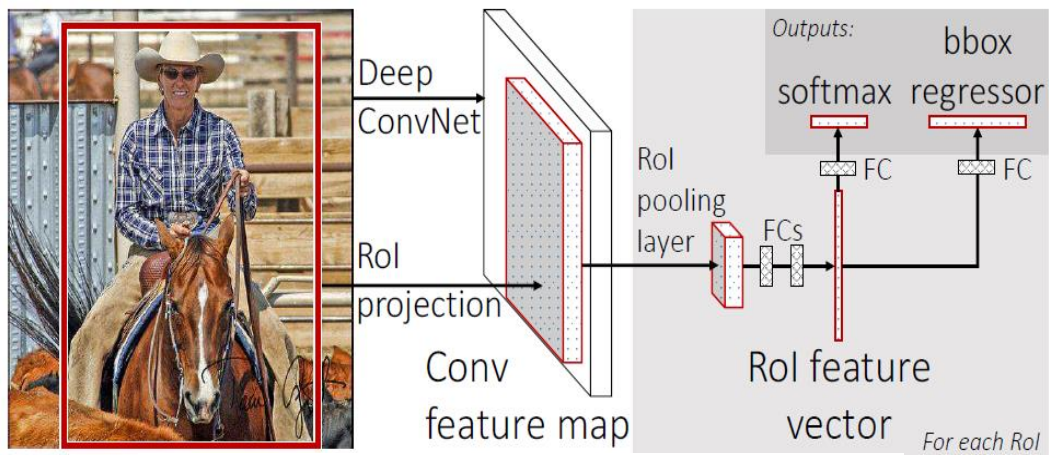 Deep
ConvNet
RoI
projection
Conv
feature map
RoI
pooling
layer
FCs
RoI feature
vector
Outputs:
softmax
bbox
regressor
FC
FC
For each RoI